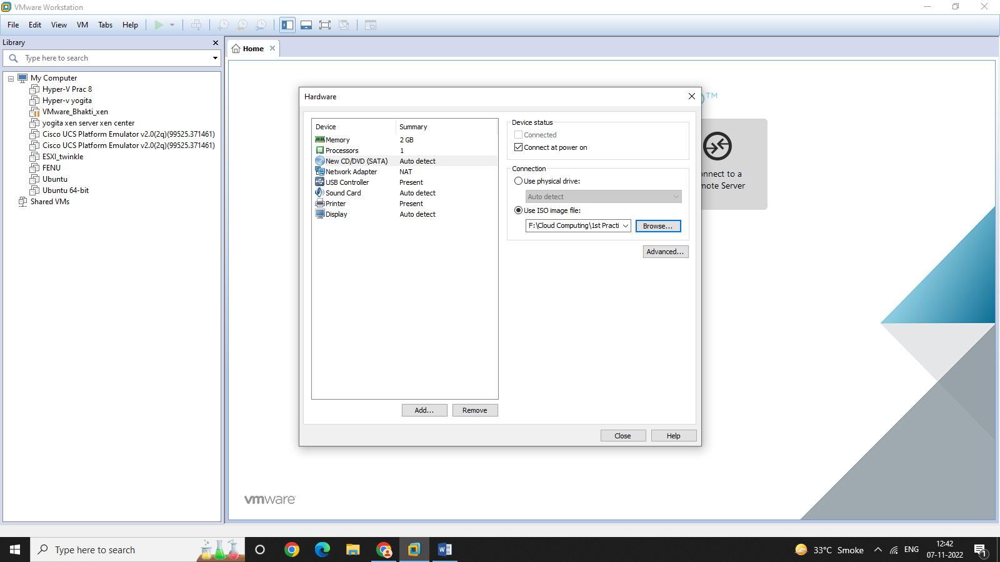 VMware Workstation
File Edit View VM Tabs Help
Library
Type here to search
My Computer
Hyper-V Prac 8
Hyper-v yogita
VMware_Bhakti_xen
yogita xen server xen center
Cisco UCS Platform Emulator v2.0(2q)(99525.371461)
Cisco UCS Platform Emulator v2.0(2q)(99525.371461)
ESXI_twinkle
FENU
Ubuntu
Ubuntu 64-bit
Shared VMs
Home
TM
nnect to a
mote Server
Hardware
Device Summary
Memory 2 GB
Processors 1
New CD/DVD (SATA) Auto detect
Network Adapter NAT
USB Controller Present
Sound Card Auto detect
Printer Present
Display Auto detect
Add... Remove
Device status
Connected
Connect at power on
Connection
Use physical drive:
Auto detect
Use ISO image file:
F:\Cloud Computing\1st Practi Browse...
Advanced...
Close Help
vmware
Type here to search
33°C Smoke
ENG
12:42
07-11-2022
1